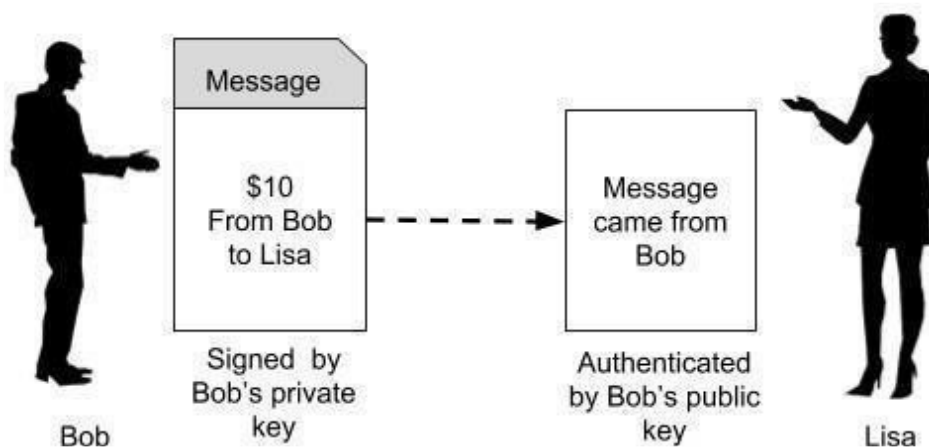 Message
$10
From Bob
to Lisa
Message
came from
Bob
Signed by
Bob's private
key
Authenticated
by Bob's public
key
Bob
Lisa